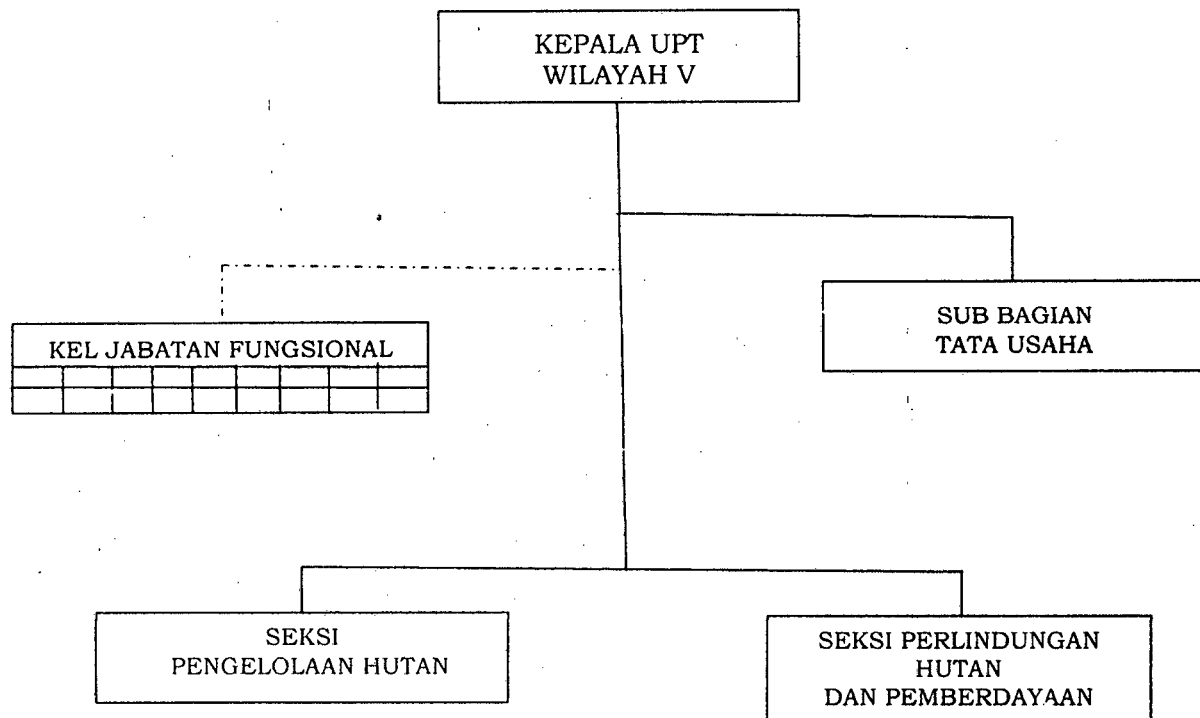 KEPALA UPT
WILAYAH V
SUB BAGIAN
TATA USAHA
KEL JABATAN FUNGSIONAL
SEKSI
PENGELOLAAN HUTAN
SEKSI PERLINDUNGAN
HUTAN
DAN PEMBERDAYAAN